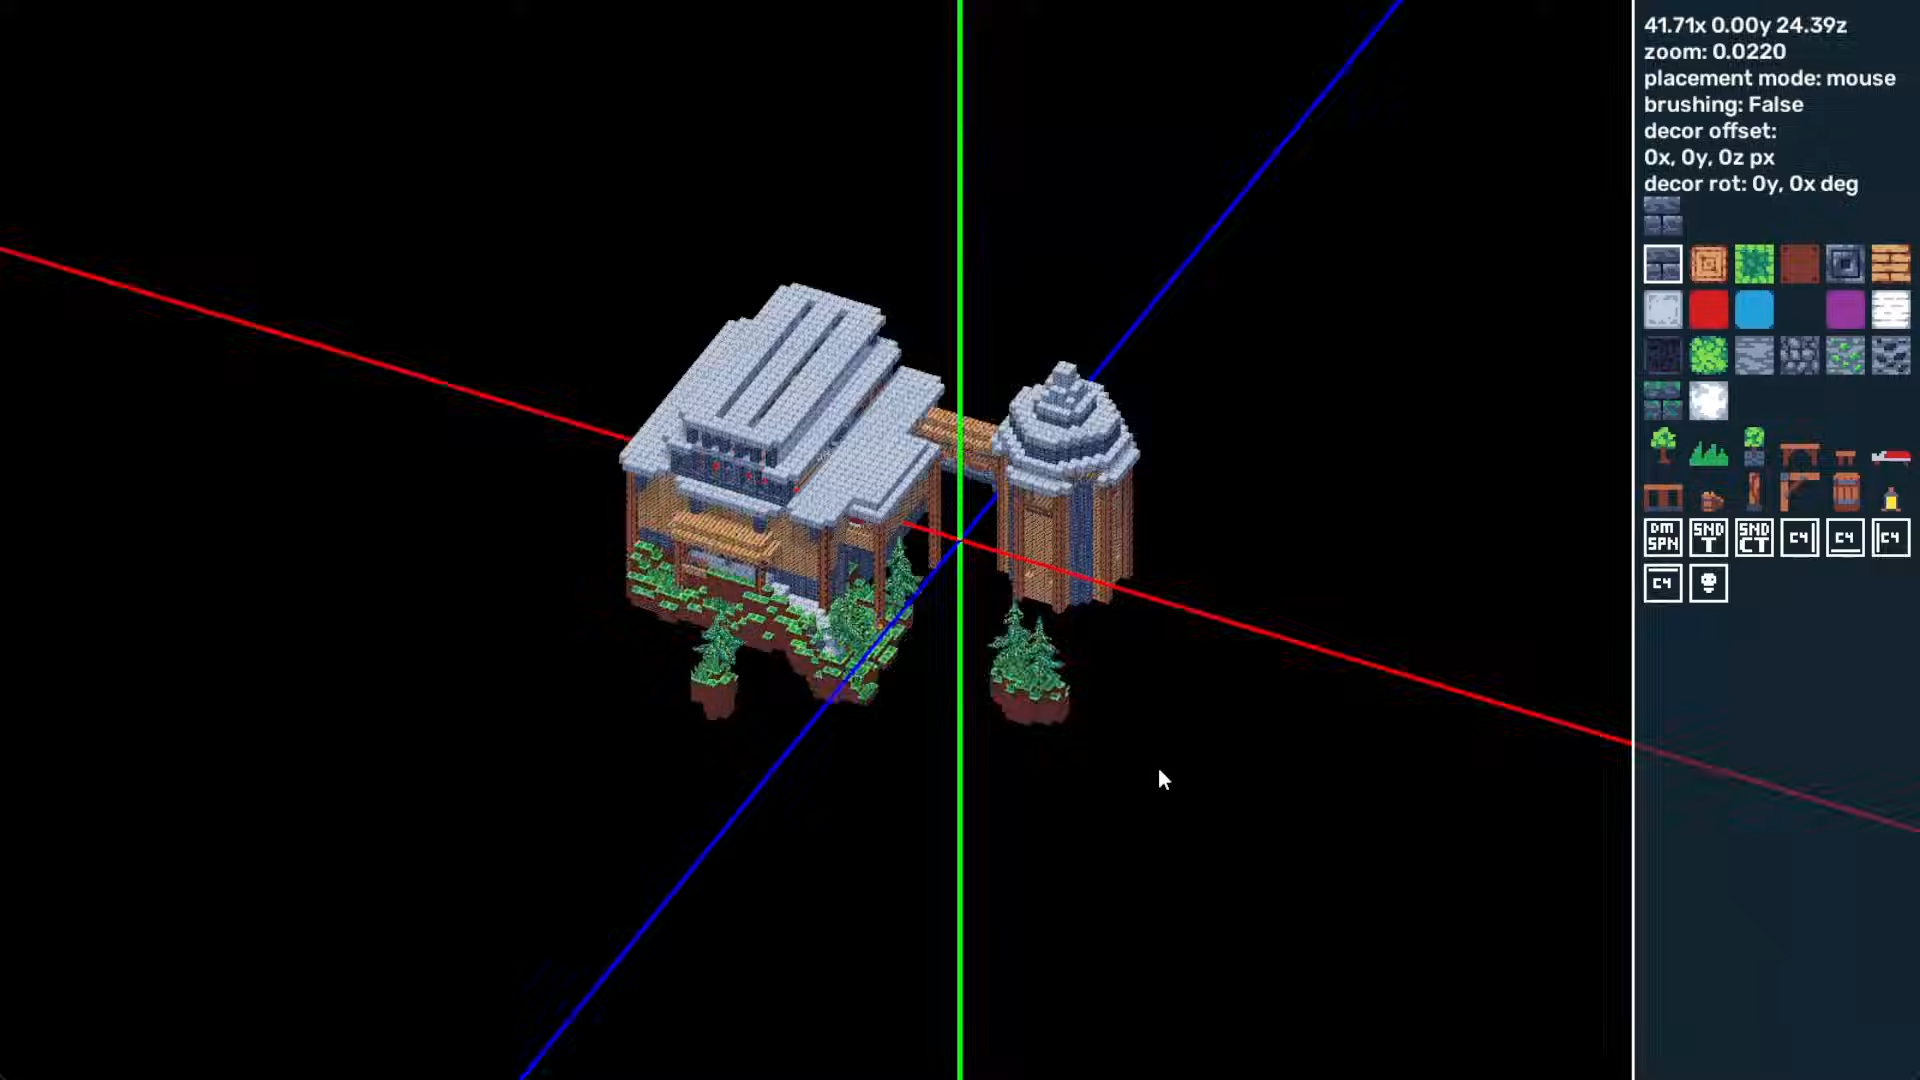 41.71x 0.00y 24.39z
zoom: 0.0220
placement mode: mouse
brushing: False
decor offset:
0x, 0y, 0z px
decor rot: 0y, 0x deg
DM SPN
SND T
SND CT
C4
C4
C4
C4